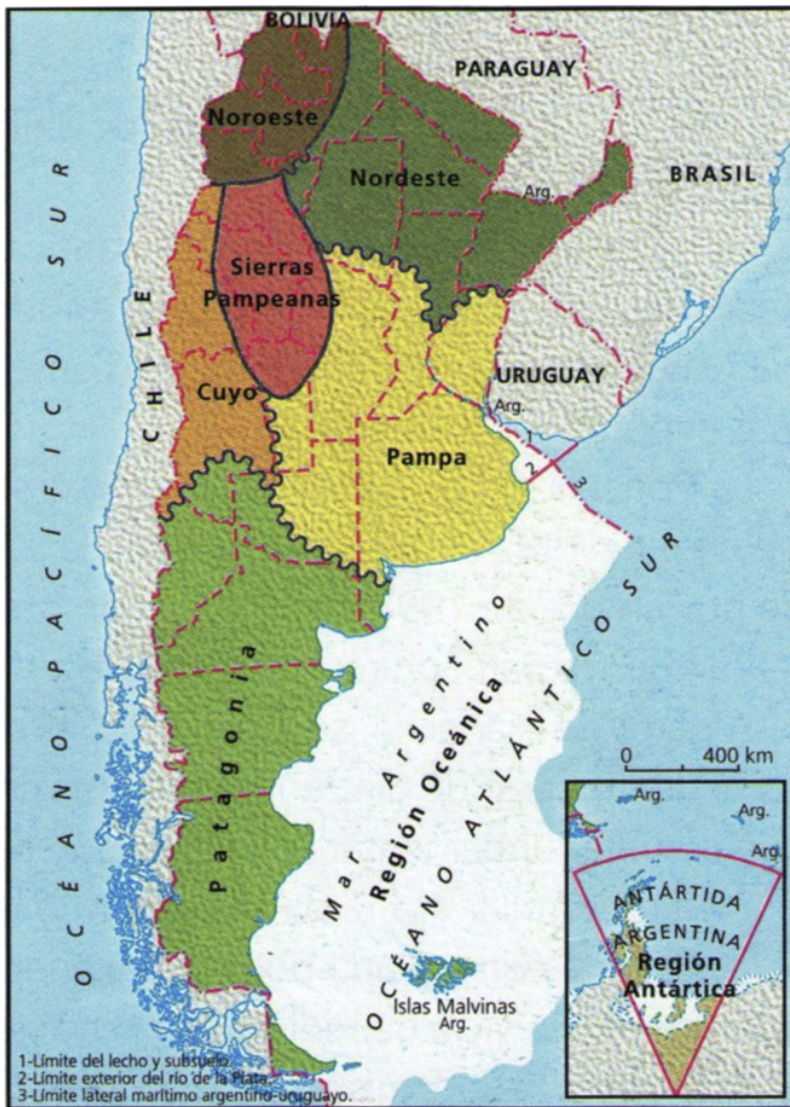 BOLIVIA
PARAGUAY
Noroeste
Nordeste
Arg.
BRASIL
Sierras
Pampeanas
CHILE
Cuyo
URUGUAY
Arg.
Pampa
1
2
3
OCÉANO PACÍFICO SUR
Patagonia
Mar Argentino
Región Oceánica
OCÉANO ATLÁNTICO SUR
0 400 km
Islas Malvinas
Arg.
Arg.
Arg.
Arg.
ANTÁRTIDA
ARGENTINA
Región
Antártica
1-Límite del lecho y subsuelo.
2-Límite exterior del río de la Plata.
3-Límite lateral marítimo argentino-uruguayo.